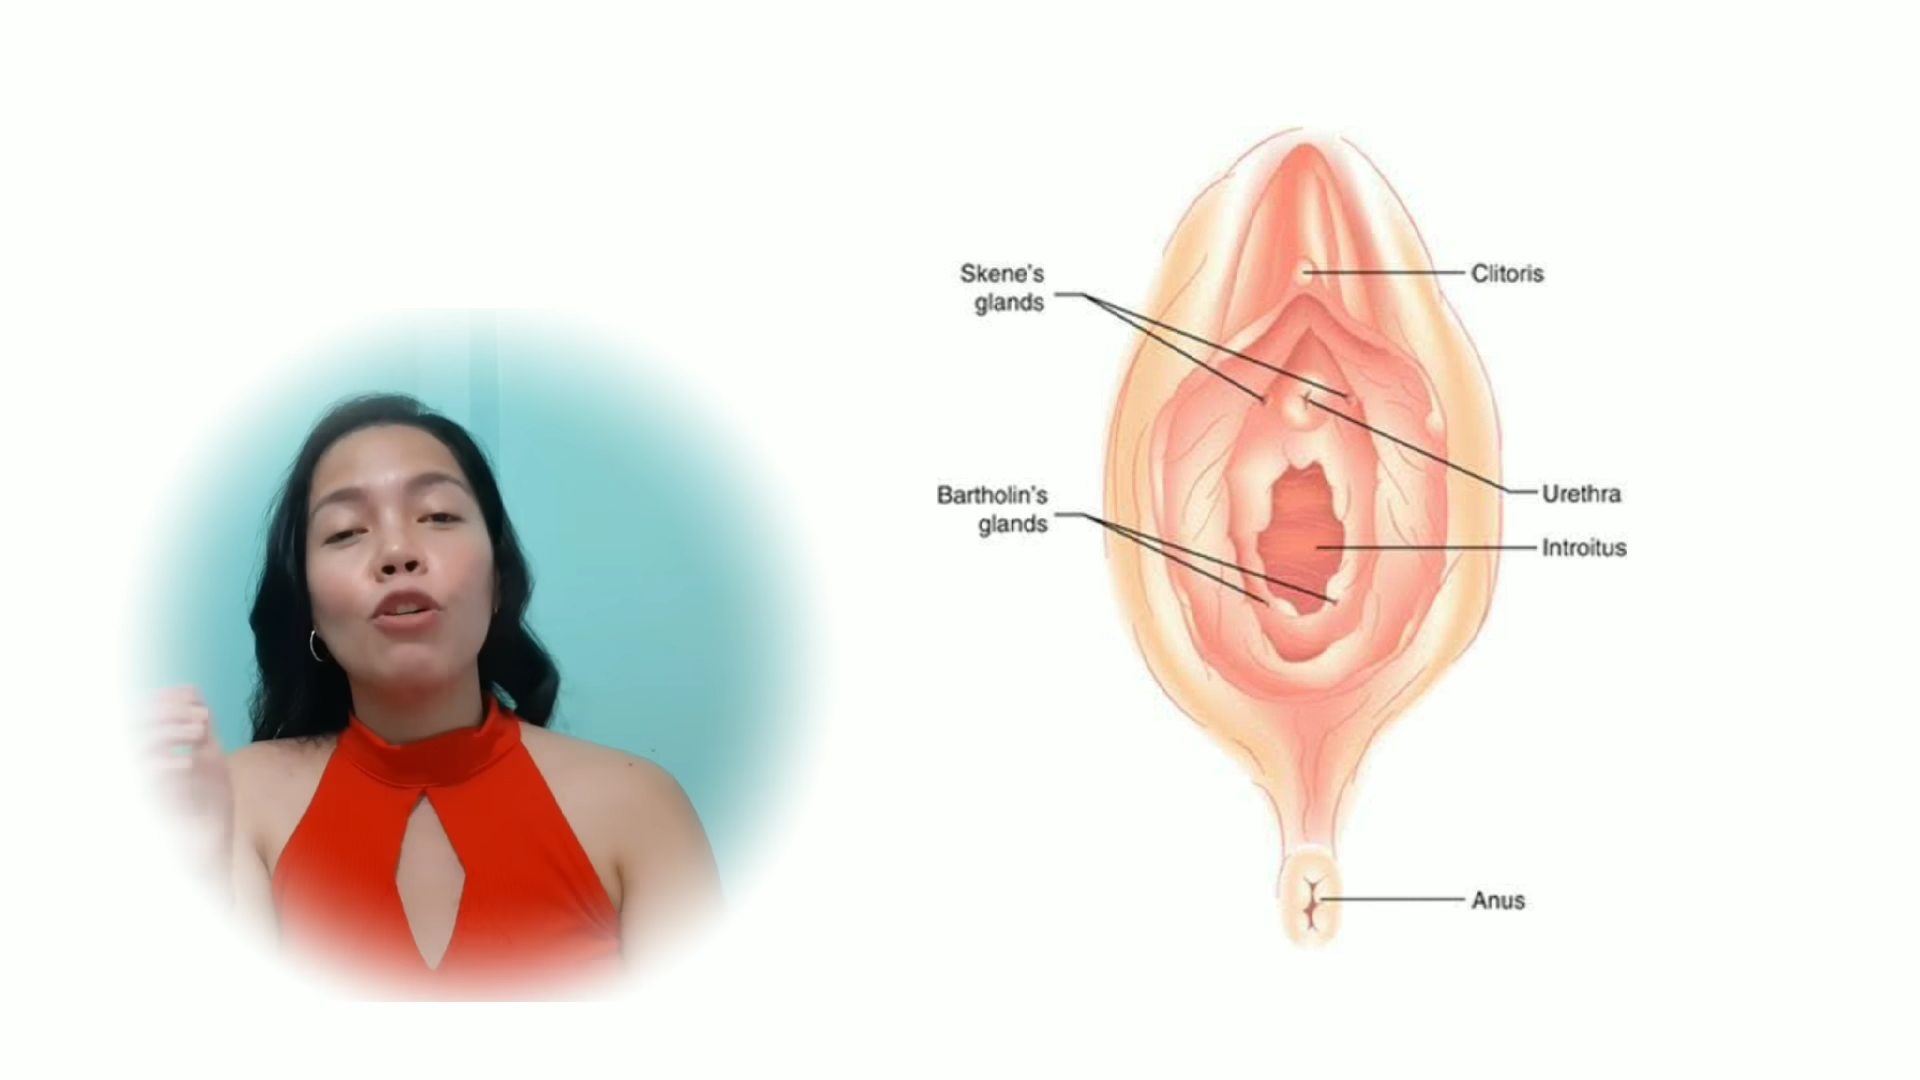 Skene's
glands
Clitoris
Bartholin's
glands
Urethra
Introitus
Anus